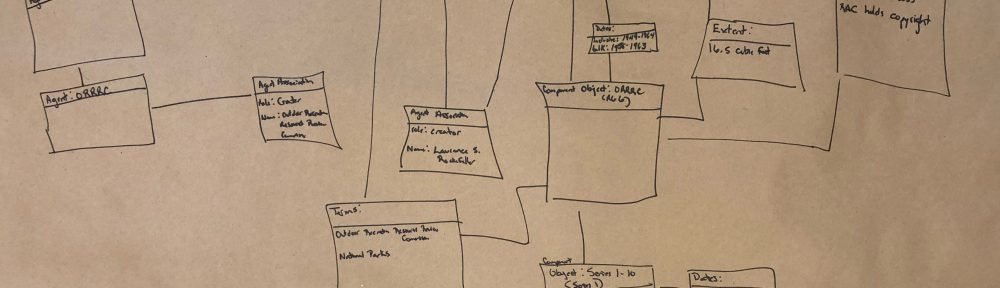 RAC holds copyright
Dates:
Inclusive: 1949-1964
bulk: 1958-1963
Extent:
16.5 cubic feet
Agent: ORRRC
Agent Association
Role: Creator
Name: Outdoor Recreation
Resources Review
Commission
Agent Association
role: creator
Name: Laurance S.
Rockefeller
Component Object: ORRRC
(RG 6)
Terms:
Outdoor Recreation Resources Review
Commission
National Parks
Component
Object: Series 1-10
(Series 1)
Dates: